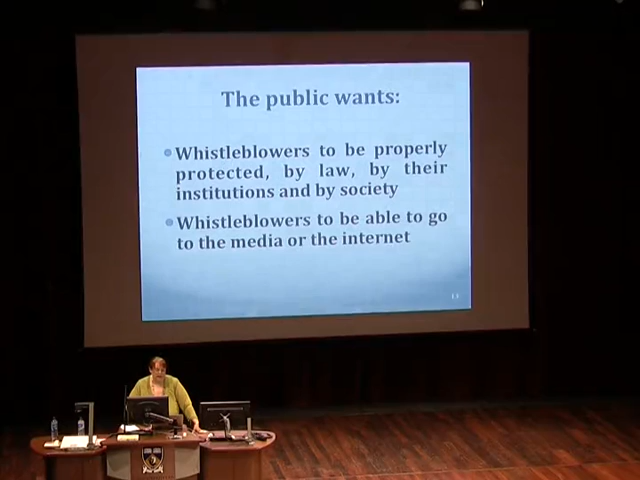 The public wants:
Whistleblowers to be properly
protected, by law, by their
institutions and by society
Whistleblowers to be able to go
to the media or the internet